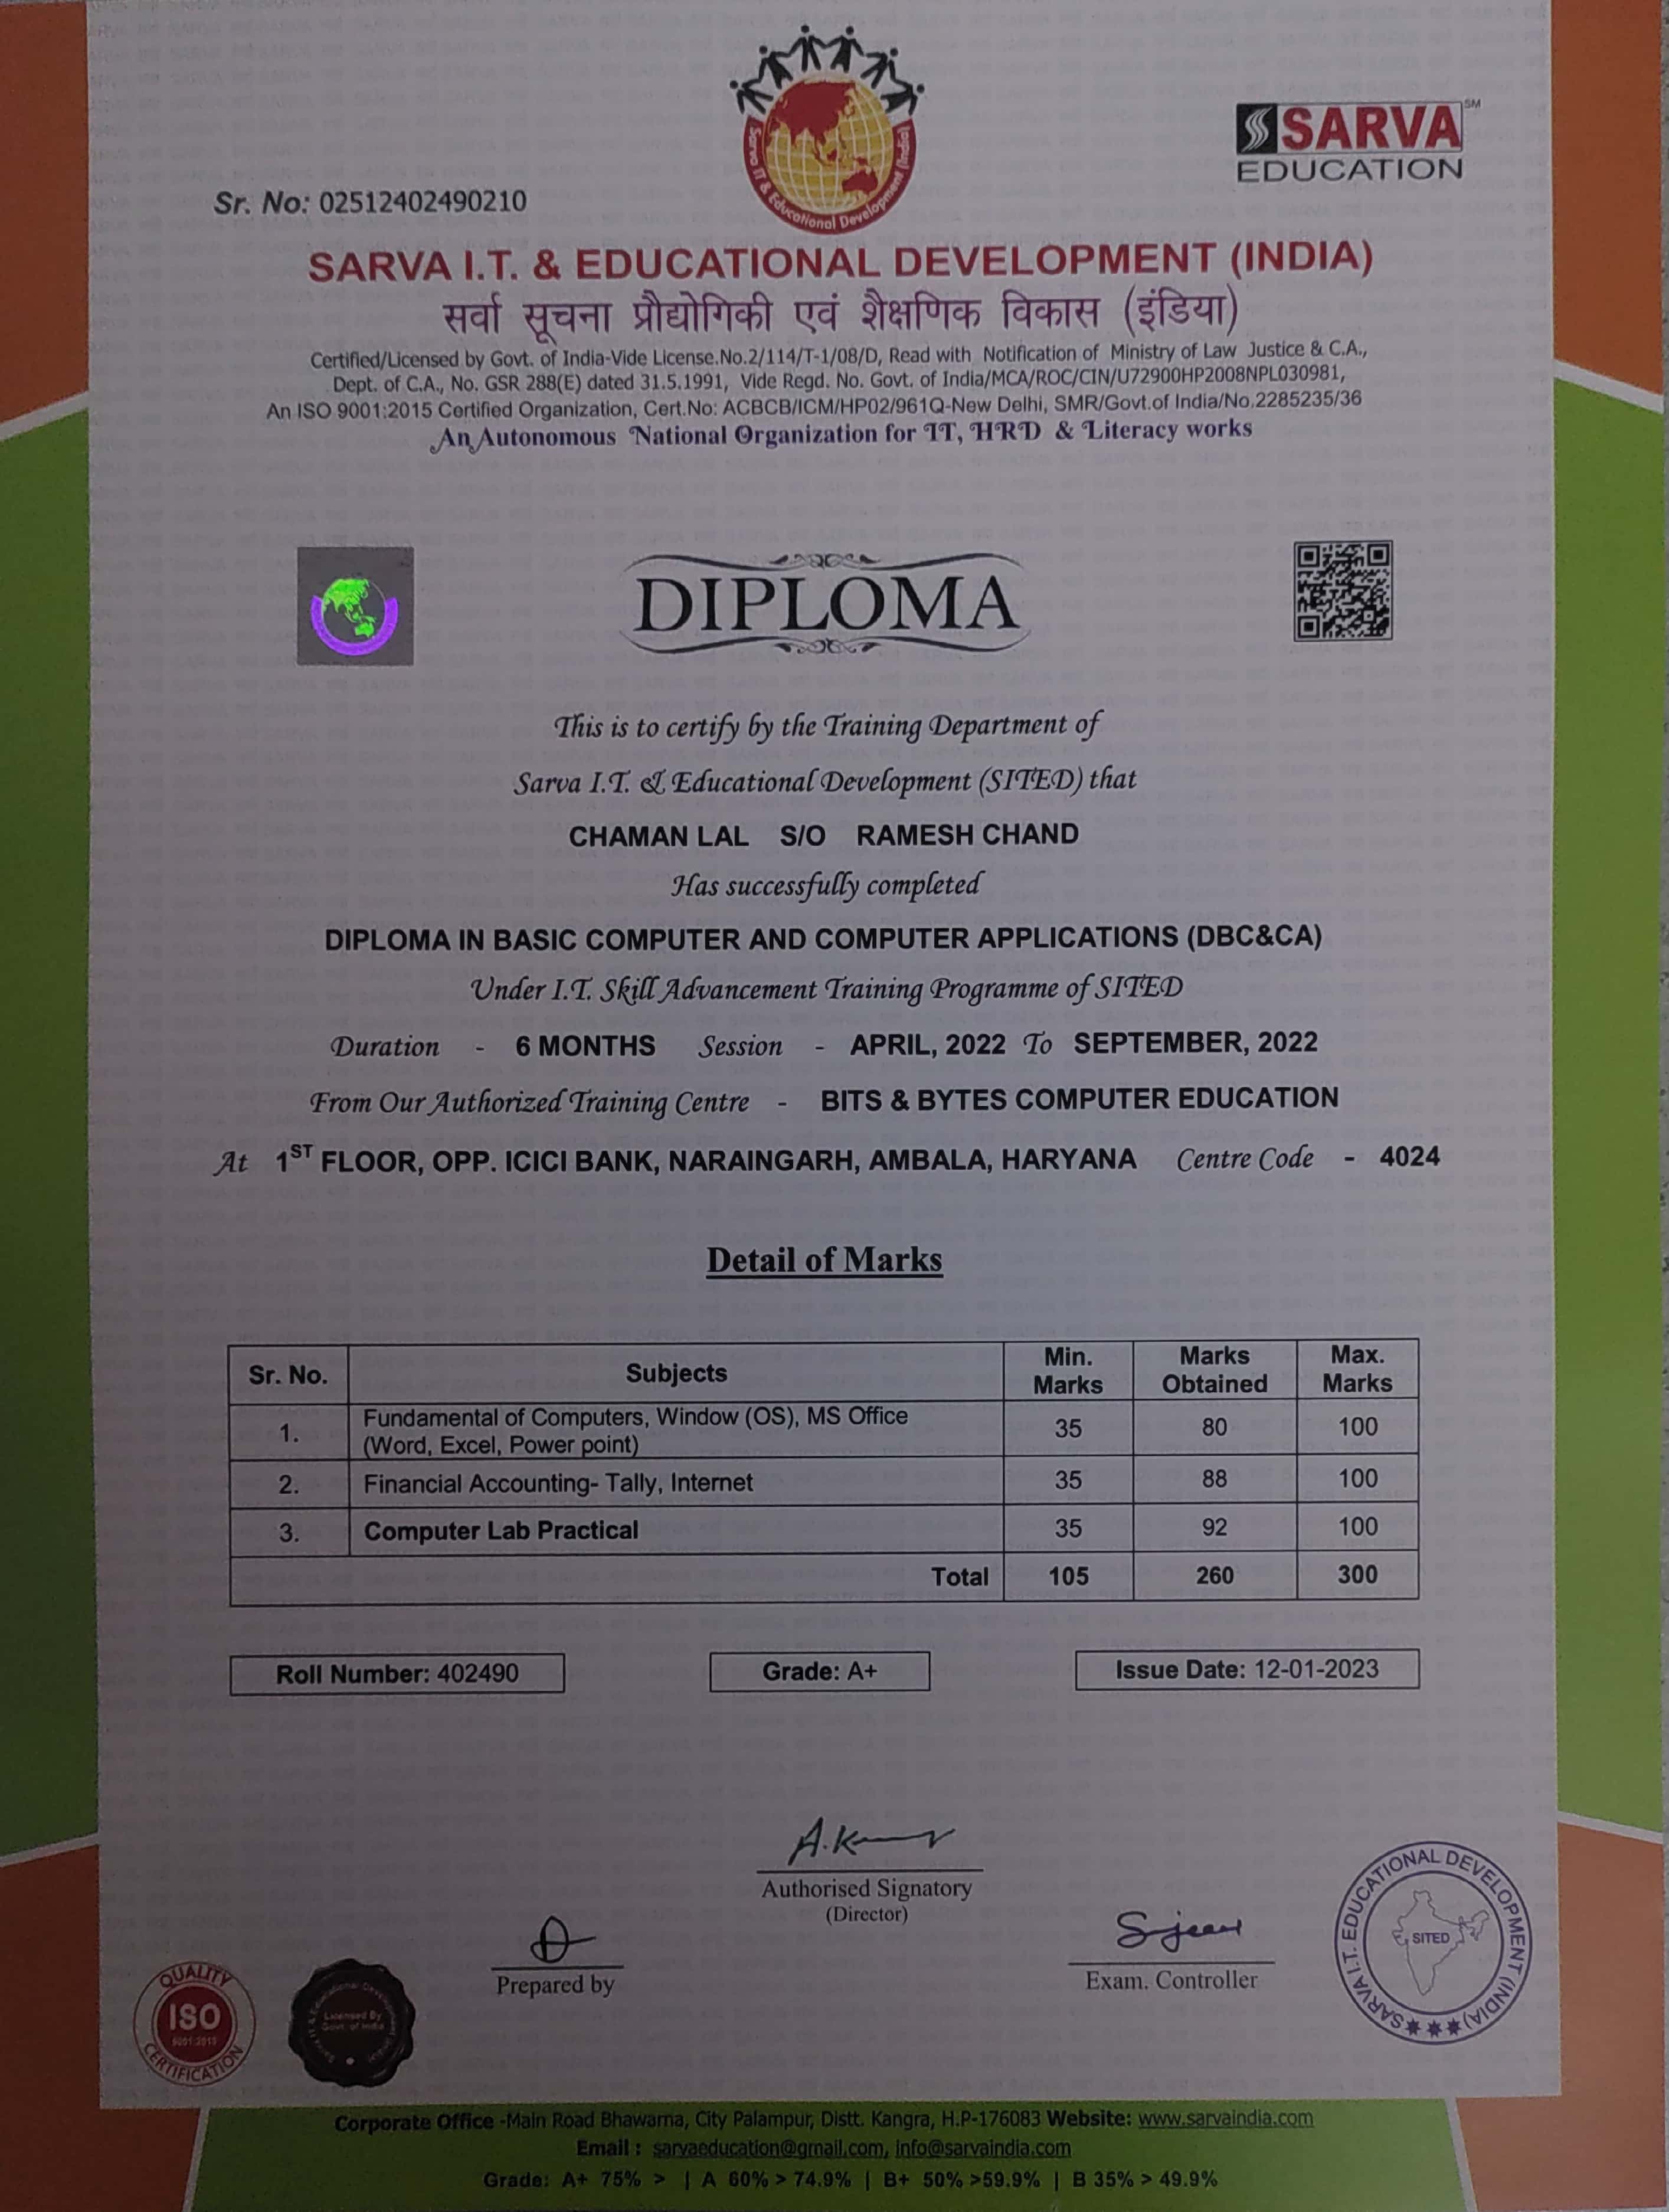 Sarva IT & Educational Development (India)
SARVA SM
EDUCATION
Sr. No: 02512402490210
SARVA I.T. & EDUCATIONAL DEVELOPMENT (INDIA)
सर्वा सूचना प्रौद्योगिकी एवं शैक्षणिक विकास (इंडिया)
Certified/Licensed by Govt. of India-Vide License.No.2/114/T-1/08/D, Read with Notification of Ministry of Law Justice & C.A.,
Dept. of C.A., No. GSR 288(E) dated 31.5.1991, Vide Regd. No. Govt. of India/MCA/ROC/CIN/U72900HP2008NPL030981,
An ISO 9001:2015 Certified Organization, Cert.No: ACBCB/ICM/HP02/961Q-New Delhi, SMR/Govt.of India/No.2285235/36
An Autonomous National Organization for IT, HRD & Literacy works
DIPLOMA
This is to certify by the Training Department of
Sarva I.T. & Educational Development (SITED) that
CHAMAN LAL S/O RAMESH CHAND
Has successfully completed
DIPLOMA IN BASIC COMPUTER AND COMPUTER APPLICATIONS (DBC&CA)
Under I.T. Skill Advancement Training Programme of SITED
Duration - 6 MONTHS Session - APRIL, 2022 To SEPTEMBER, 2022
From Our Authorized Training Centre - BITS & BYTES COMPUTER EDUCATION
At 1ST FLOOR, OPP. ICICI BANK, NARAINGARH, AMBALA, HARYANA Centre Code - 4024
Detail of Marks
Sr. No. Subjects Min. Marks Marks Obtained Max. Marks
1. Fundamental of Computers, Window (OS), MS Office
(Word, Excel, Power point) 35 80 100
2. Financial Accounting- Tally, Internet 35 88 100
3. Computer Lab Practical 35 92 100
Total 105 260 300
Roll Number: 402490 Grade: A+ Issue Date: 12-01-2023
Authorised Signatory
(Director)
Prepared by
Exam. Controller
SARVA I.T. EDUCATIONAL DEVELOPMENT (INDIA)
SITED
QUALITY
ISO
9001:2015
CERTIFICATION
Licensed By
Govt. of India
Corporate Office -Main Road Bhawarna, City Palampur, Distt. Kangra, H.P-176083 Website: www.sarvaindia.com
Email : sarvaeducation@gmail.com, info@sarvaindia.com
Grade: A+ 75% > | A 60% > 74.9% | B+ 50% >59.9% | B 35% > 49.9%